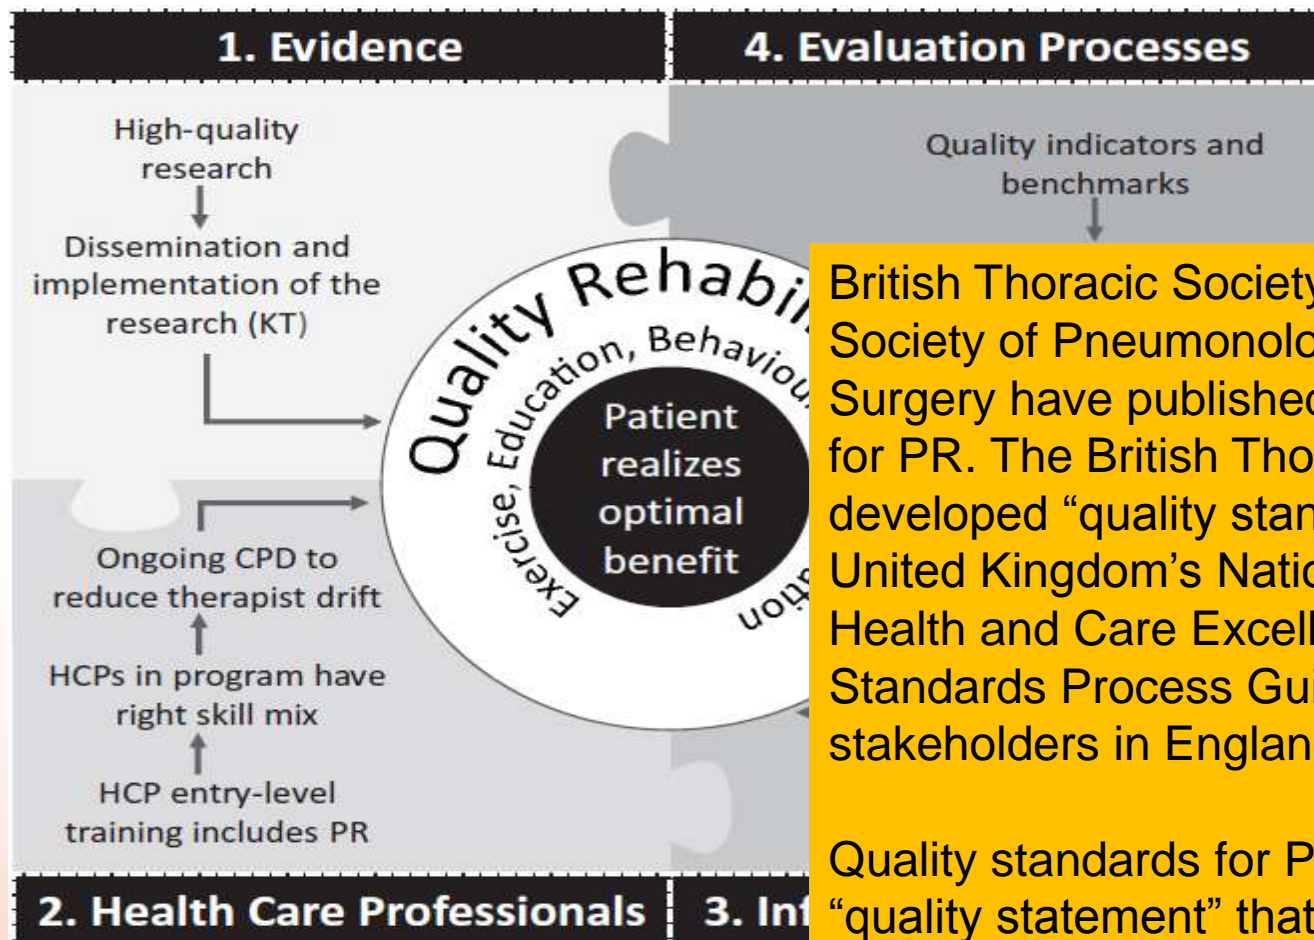 1. Evidence
High-quality
research
Dissemination and
implementation of the
research (KT)
4. Evaluation Processes
Quality indicators and
benchmarks
Quality Rehabi
Exercise, Education, Behaviou
ation
Patient
realizes
optimal
benefit
Ongoing CPD to
reduce therapist drift
HCPs in program have
right skill mix
HCP entry-level
training includes PR
2. Health Care Professionals
3. Inf
British Thoracic Society
Society of Pneumonolo
Surgery have published
for PR. The British Tho
developed “quality stan
United Kingdom’s Natio
Health and Care Excell
Standards Process Gui
stakeholders in Englan
Quality standards for P
“quality statement” that